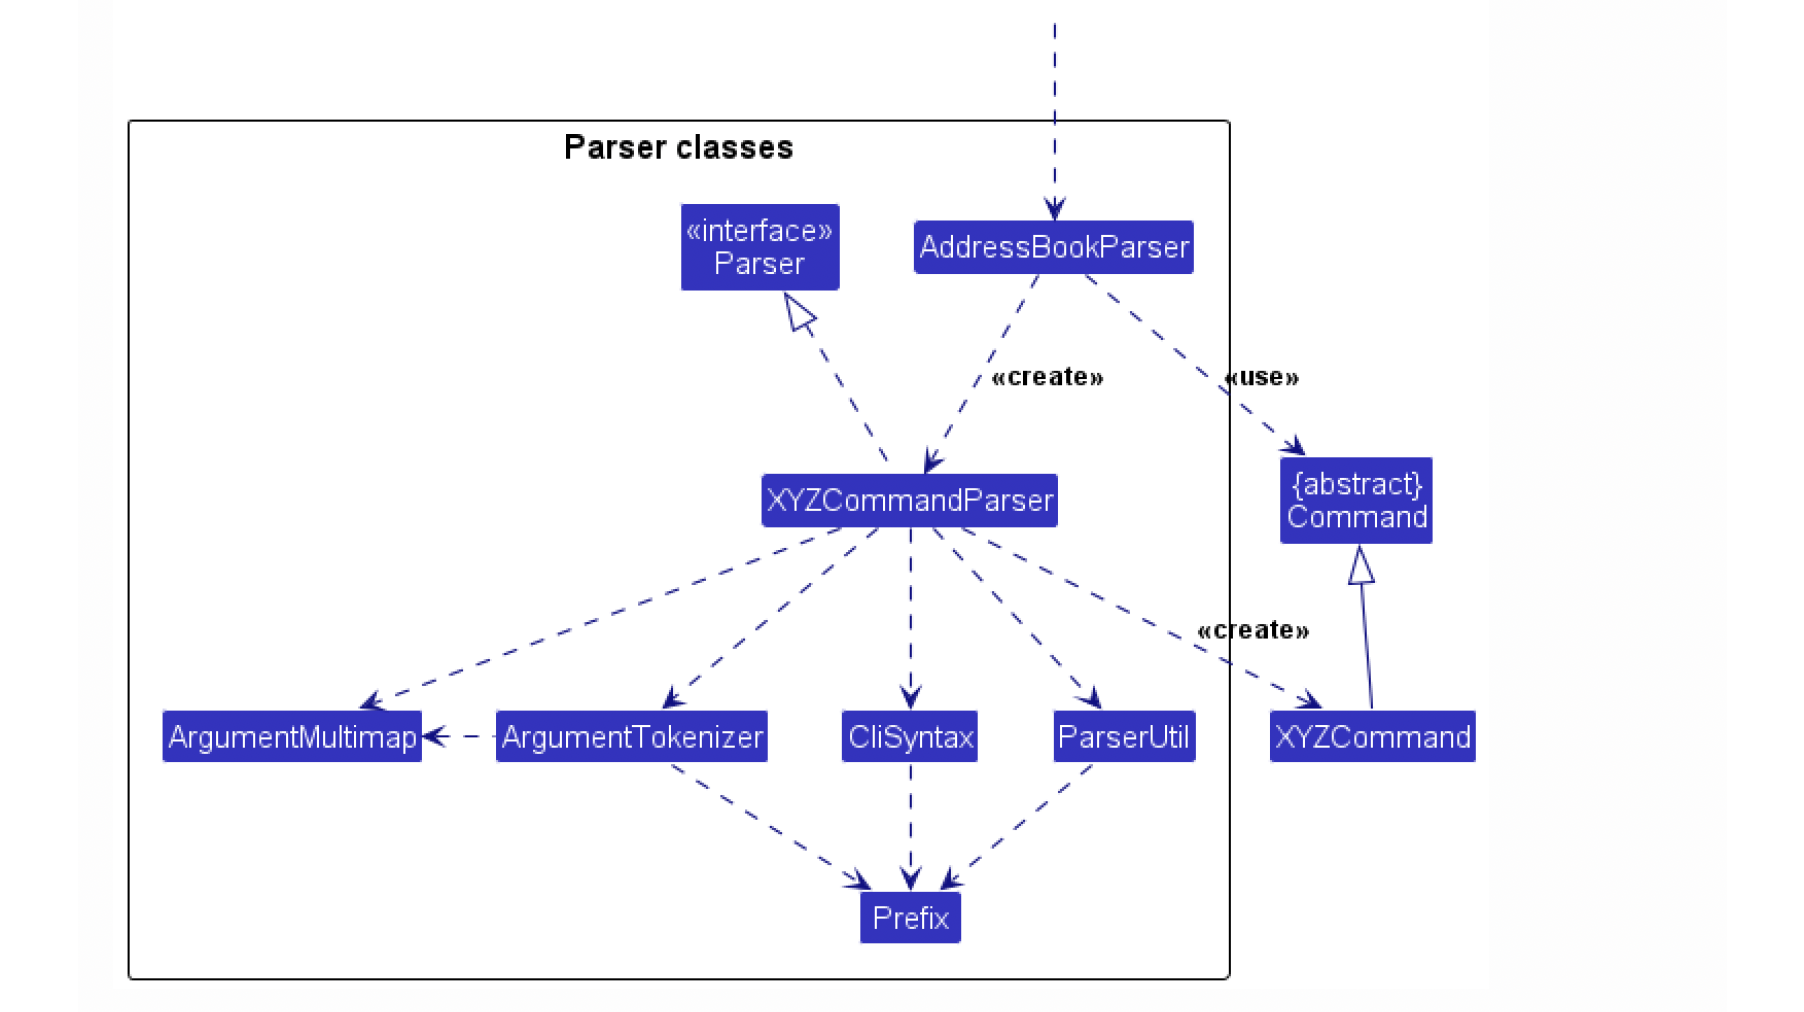 Parser classes
«interface»
Parser
AddressBookParser
«create»
«use»
XYZCommandParser
{abstract}
Command
«create»
ArgumentMultimap
ArgumentTokenizer
CliSyntax
ParserUtil
XYZCommand
Prefix